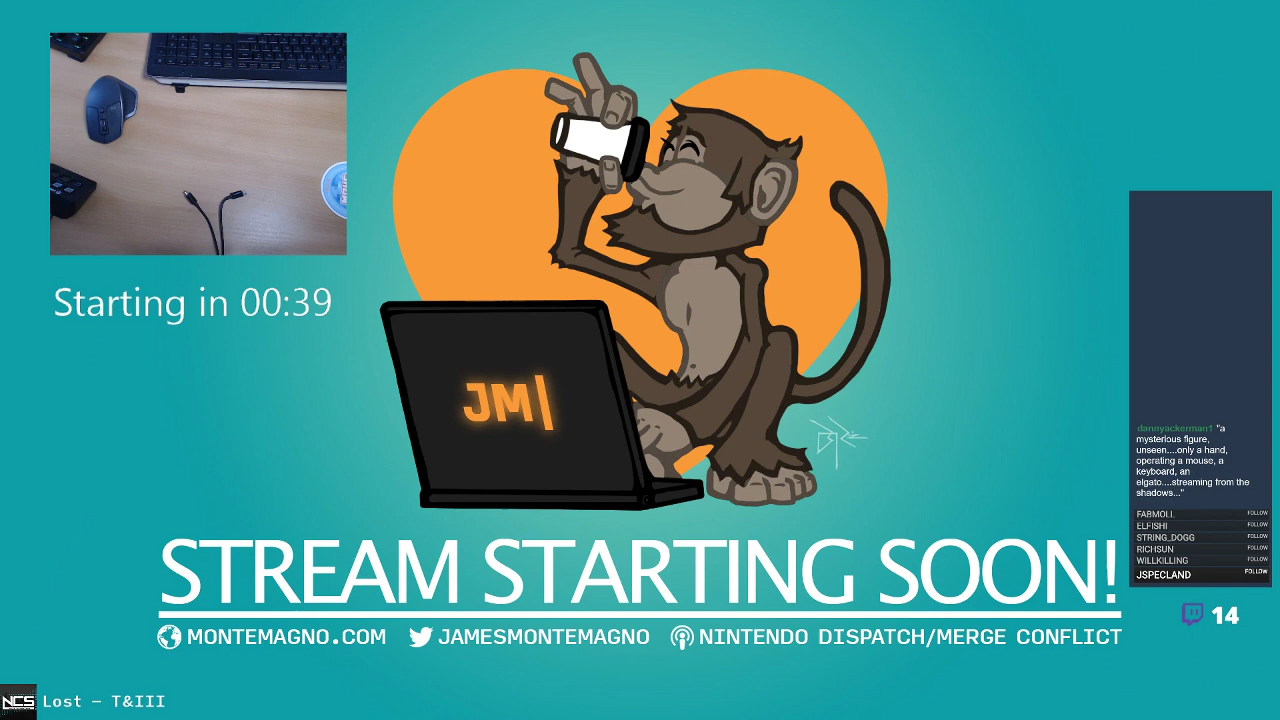 Starting in 00:39
JM|
dannyackerman1 "a
mysterious figure,
unseen....only a hand,
operating a mouse, a
keyboard, an
elgato....streaming from the
shadows..."
FABMOLL FOLLOW
ELFISHI FOLLOW
STRING_DOGG FOLLOW
RICHSUN FOLLOW
WILLKILLING FOLLOW
JSPECLAND FOLLOW
14
STREAM STARTING SOON!
MONTEMAGNO.COM JAMESMONTEMAGNO NINTENDO DISPATCH/MERGE CONFLICT
NCS Lost – T&III